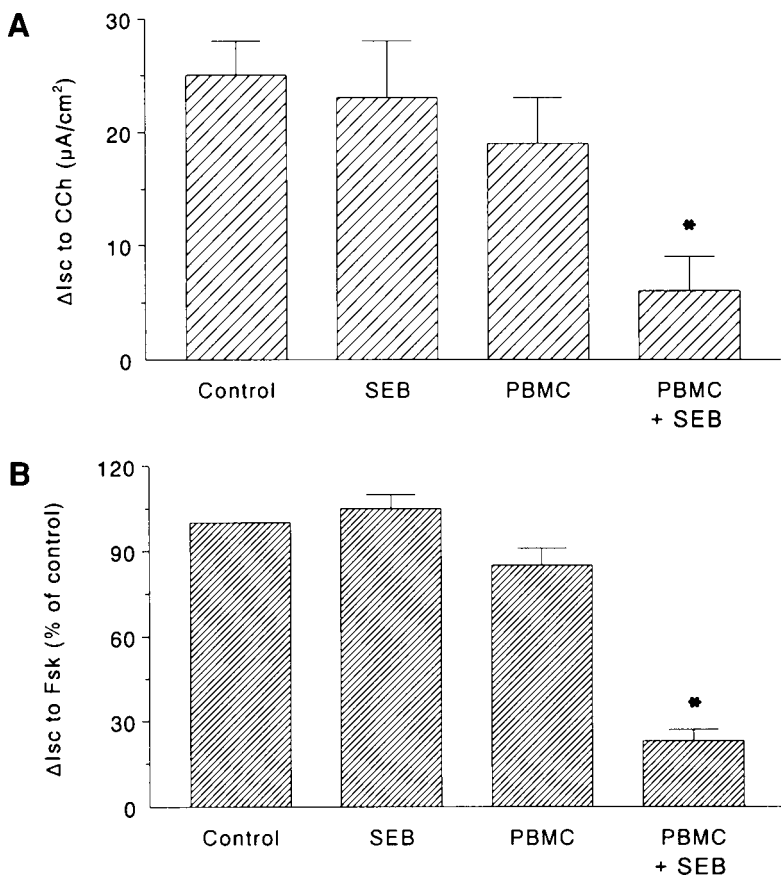 A
ΔIsc to CCh (µA/cm²)
30
20
10
0
*
Control SEB PBMC PBMC
+ SEB
B
ΔIsc to Fsk (% of control)
120
90
60
30
0
*
Control SEB PBMC PBMC
+ SEB